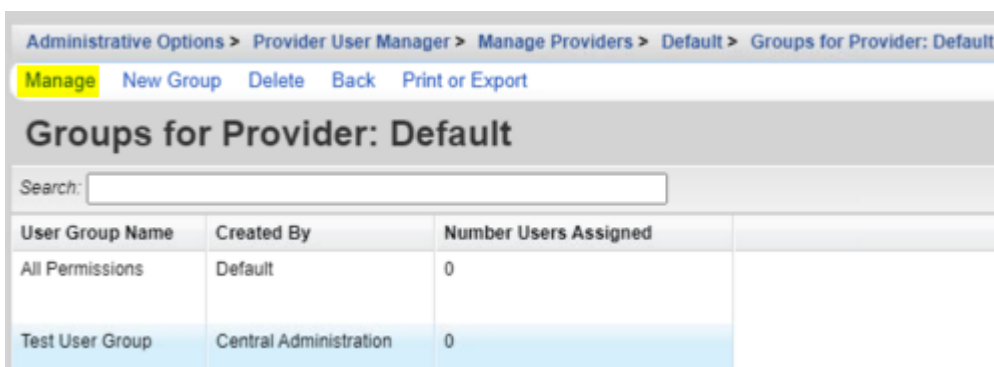 Administrative Options > Provider User Manager > Manage Providers > Default > Groups for Provider: Default
Manage New Group Delete Back Print or Export
Groups for Provider: Default
Search:
User Group Name Created By Number Users Assigned
All Permissions Default 0
Test User Group Central Administration 0